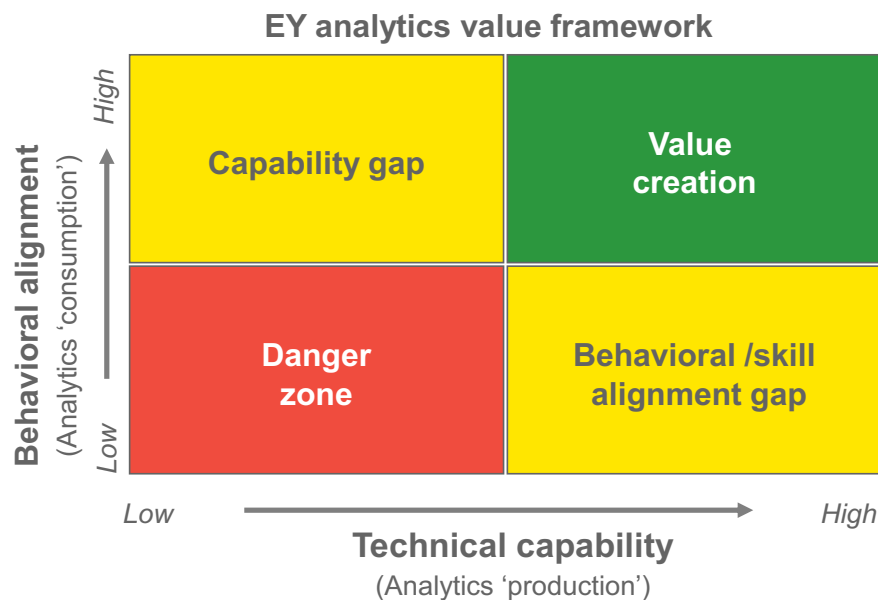 EY analytics value framework
High
Capability gap
Value
creation
Behavioral alignment
(Analytics ‘consumption’)
Danger
zone
Behavioral /skill
alignment gap
Low
Low
High
Technical capability
(Analytics ‘production’)